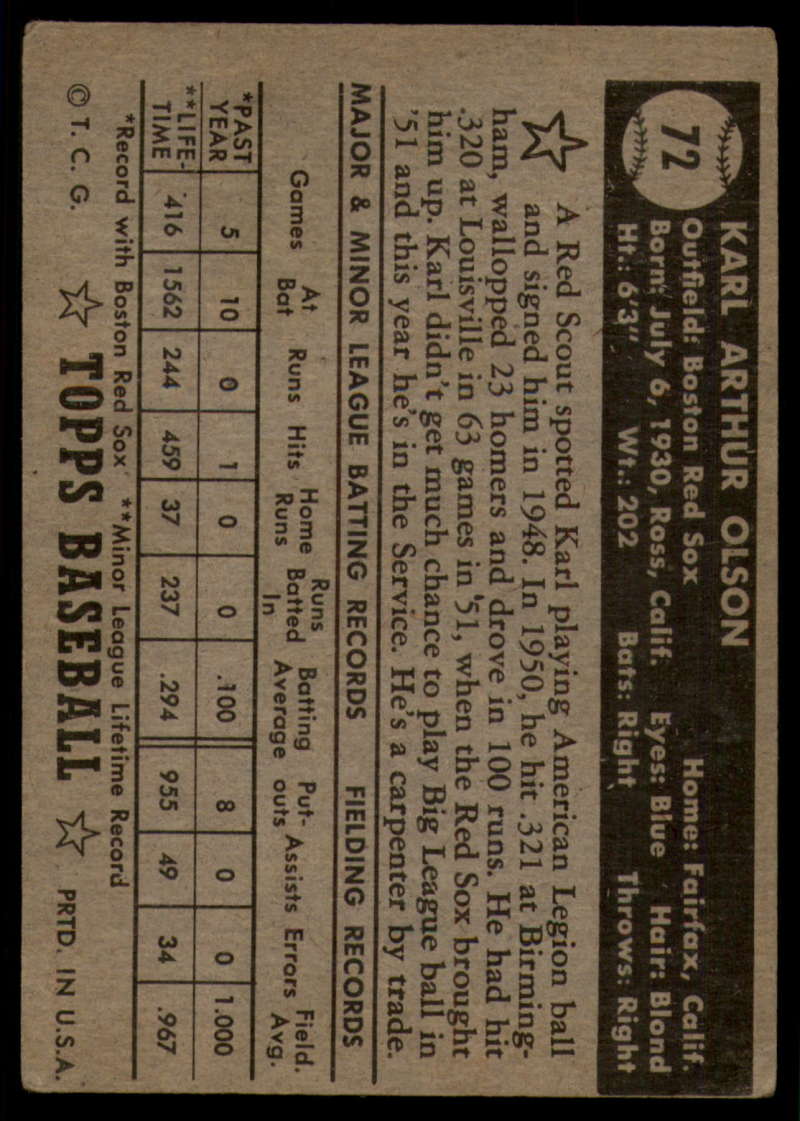 72
KARL ARTHUR OLSON
Outfield: Boston Red Sox Home: Fairfax, Calif.
Born: July 6, 1930, Ross, Calif. Eyes: Blue Hair: Blond
Ht.: 6'3" Wt.: 202 Bats: Right Throws: Right
A Red Scout spotted Karl playing American Legion ball
and signed him in 1948. In 1950, he hit .321 at Birming-
ham, walloped 23 homers and drove in 100 runs. He had hit
.320 at Louisville in 63 games in '51, when the Red Sox brought
him up. Karl didn't get much chance to play Big League ball in
'51 and this year he's in the Service. He's a carpenter by trade.
MAJOR & MINOR LEAGUE BATTING RECORDS FIELDING RECORDS
Games At Bat Runs Hits Home Runs Runs Batted In Batting Average Put-outs Assists Errors Field. Avg.
*PAST YEAR 5 10 0 1 0 0 .100 8 0 0 1.000
**LIFE-TIME 416 1562 244 459 37 237 .294 955 49 34 .967
*Record with Boston Red Sox **Minor League Lifetime Record
© T. C. G. TOPPS BASEBALL PRTD. IN U.S.A.